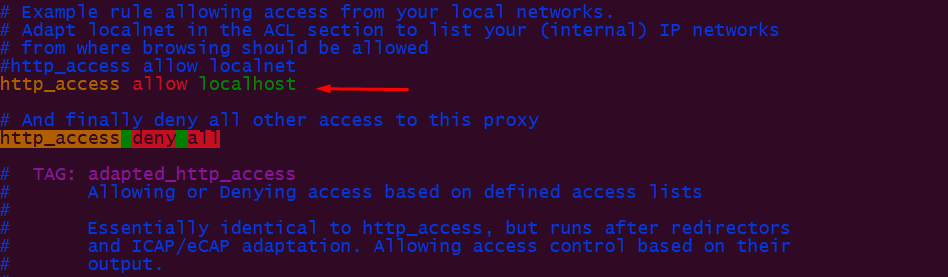 # Example rule allowing access from your local networks.
# Adapt localnet in the ACL section to list your (internal) IP networks
# from where browsing should be allowed
#http_access allow localnet
http_access allow localhost
# And finally deny all other access to this proxy
http_access deny all
#  TAG: adapted_http_access
#       Allowing or Denying access based on defined access lists
#
#       Essentially identical to http_access, but runs after redirectors
#       and ICAP/eCAP adaptation. Allowing access control based on their
#       output.
#